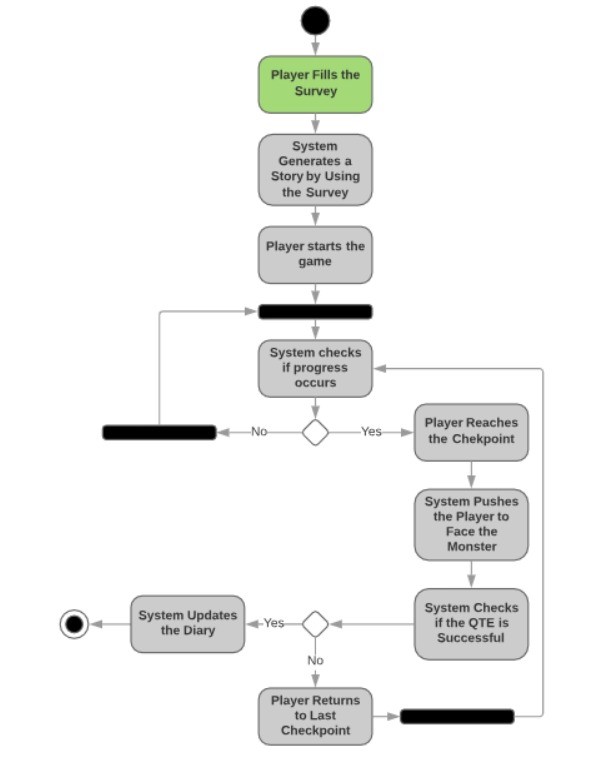 Player Fills the
Survey
System
Generates a
Story by Using
the Survey
Player starts the
game
System checks
if progress
occurs
No
Yes
Player Reaches
the Chekpoint
System Pushes
the Player to
Face the
Monster
System Checks
if the QTE is
Successful
Yes
System Updates
the Diary
No
Player Returns
to Last
Checkpoint